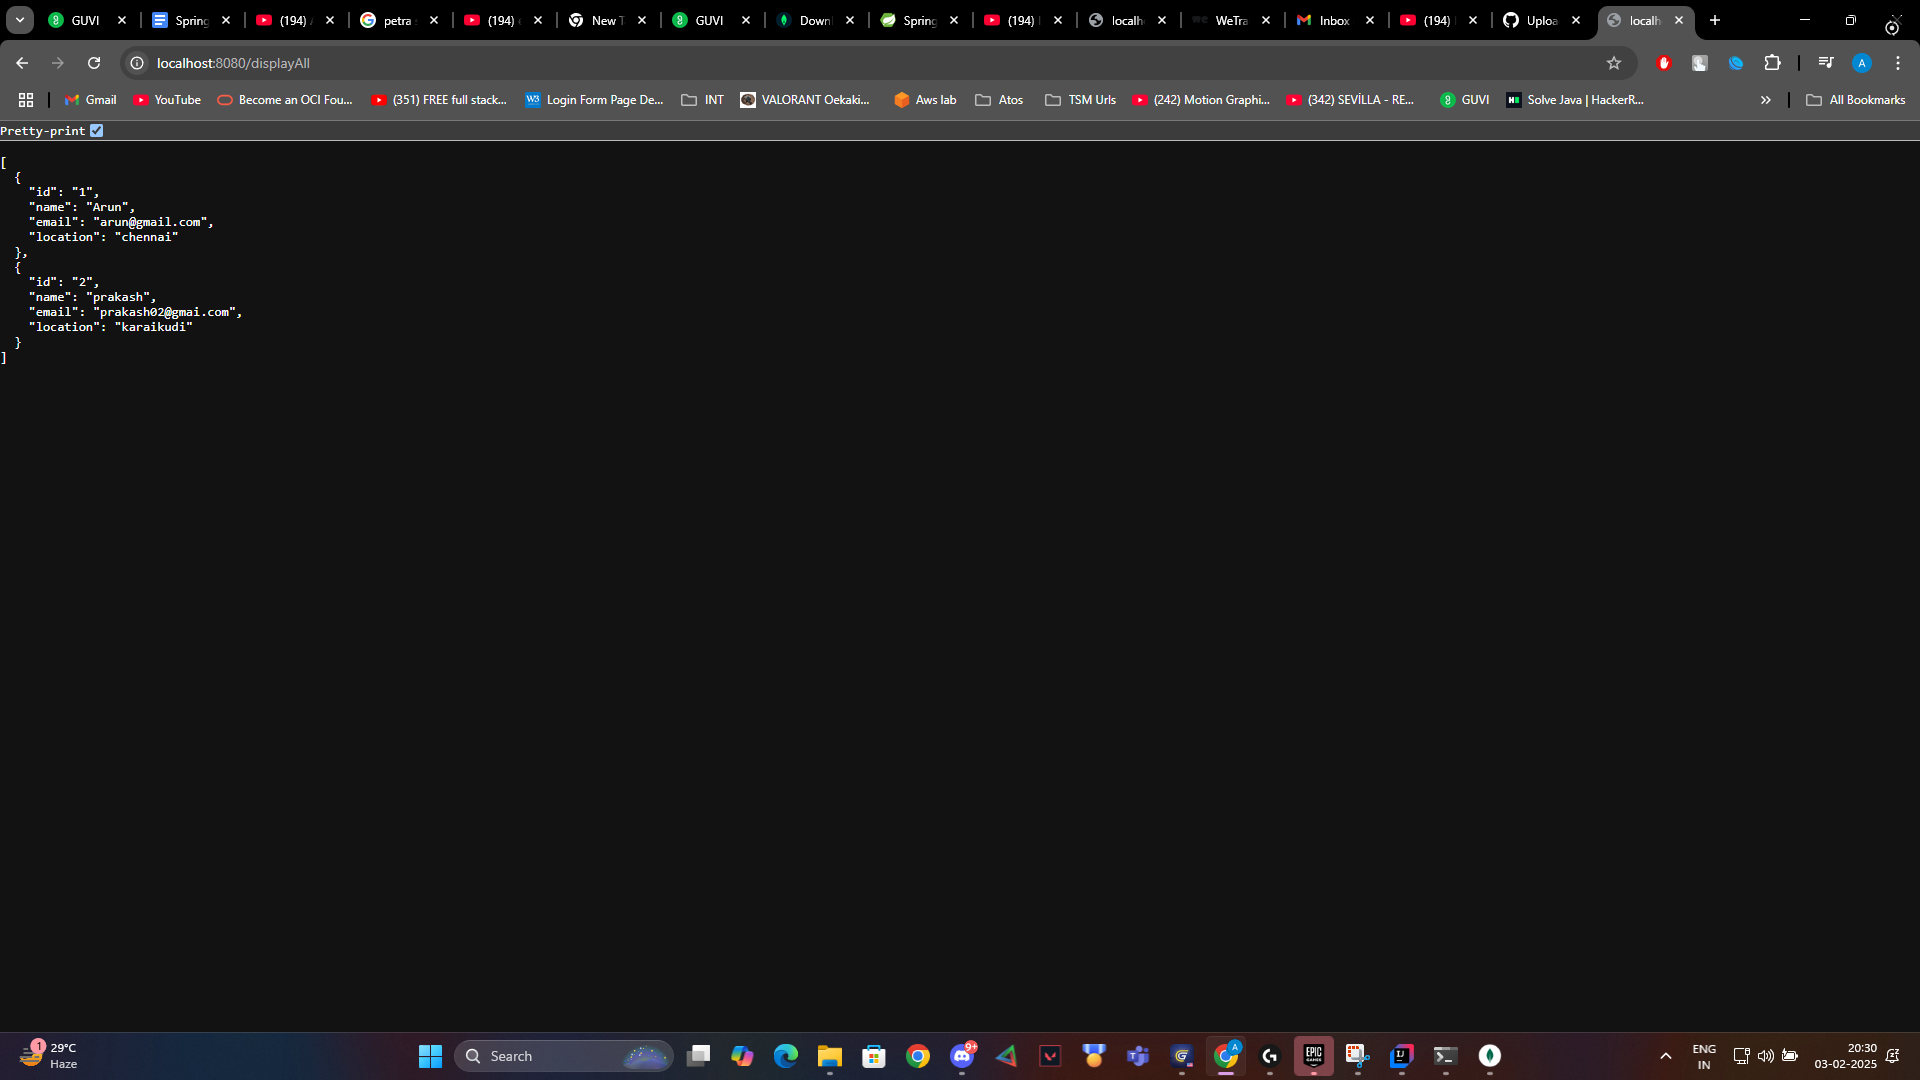 GUVI
Spring
(194)
petra
(194)
New T
GUVI
Down
Spring
(194)
localh
WeTra
Inbox
(194)
Uploa
localh
localhost:8080/displayAll
A
Gmail
YouTube
Become an OCI Fou...
(351) FREE full stack...
Login Form Page De...
INT
VALORANT Oekaki...
Aws lab
Atos
TSM Urls
(242) Motion Graphi...
(342) SEVİLLA - RE...
GUVI
Solve Java | HackerR...
All Bookmarks
Pretty-print
[
{
"id": "1",
"name": "Arun",
"email": "arun@gmail.com",
"location": "chennai"
},
{
"id": "2",
"name": "prakash",
"email": "prakash02@gmai.com",
"location": "karaikudi"
}
]
1
29°C
Haze
Search
9+
A
EPIC
GAMES
ENG
IN
20:30
03-02-2025